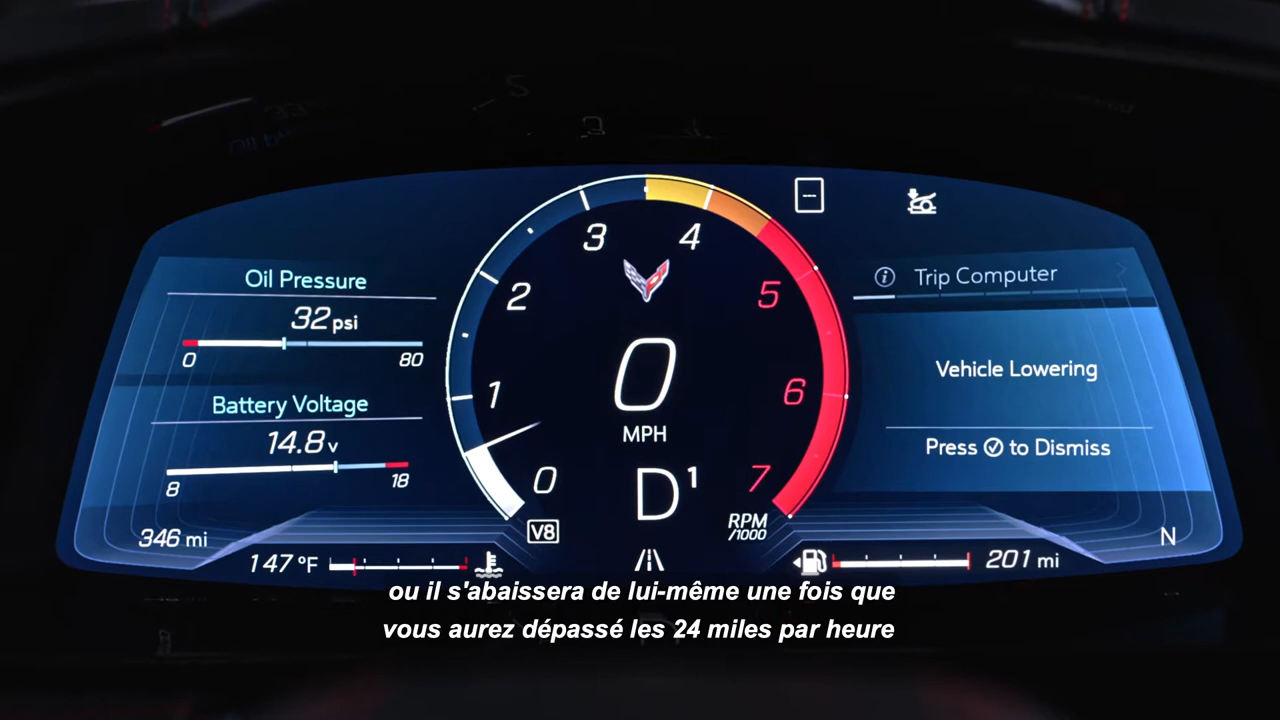 Oil Pressure
32 psi
0 80
Battery Voltage
14.8 v
8 18
346 mi
147 °F
0
1
2
3
4
5
6
7
0
MPH
D1
V8
RPM
/1000
Trip Computer
Vehicle Lowering
Press to Dismiss
N
201 mi
ou il s'abaissera de lui-même une fois que
vous aurez dépassé les 24 miles par heure